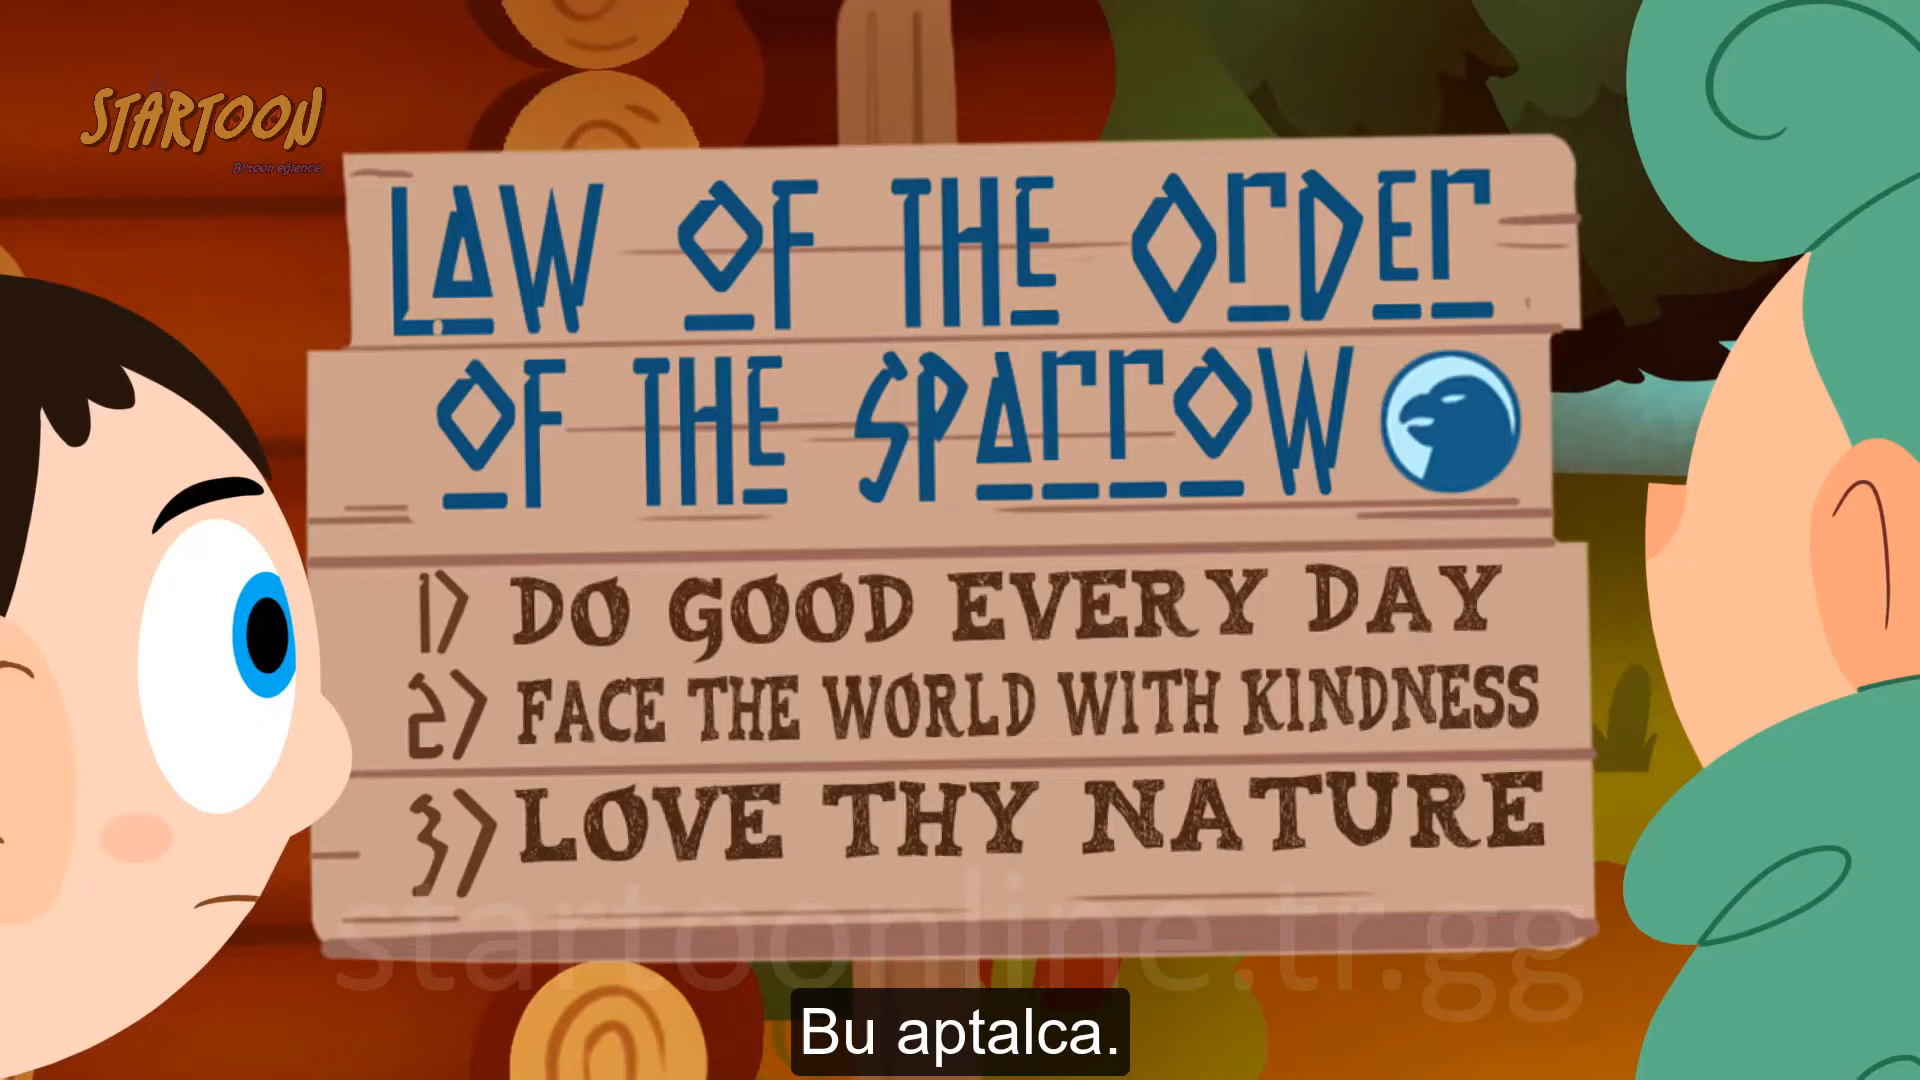 STARTOON
Bi'toon eğlence.
LAW OF THE ORDER
OF THE SPARROW
1) DO GOOD EVERY DAY
2) FACE THE WORLD WITH KINDNESS
3) LOVE THY NATURE
startoonline.tr.gg
Bu aptalca.